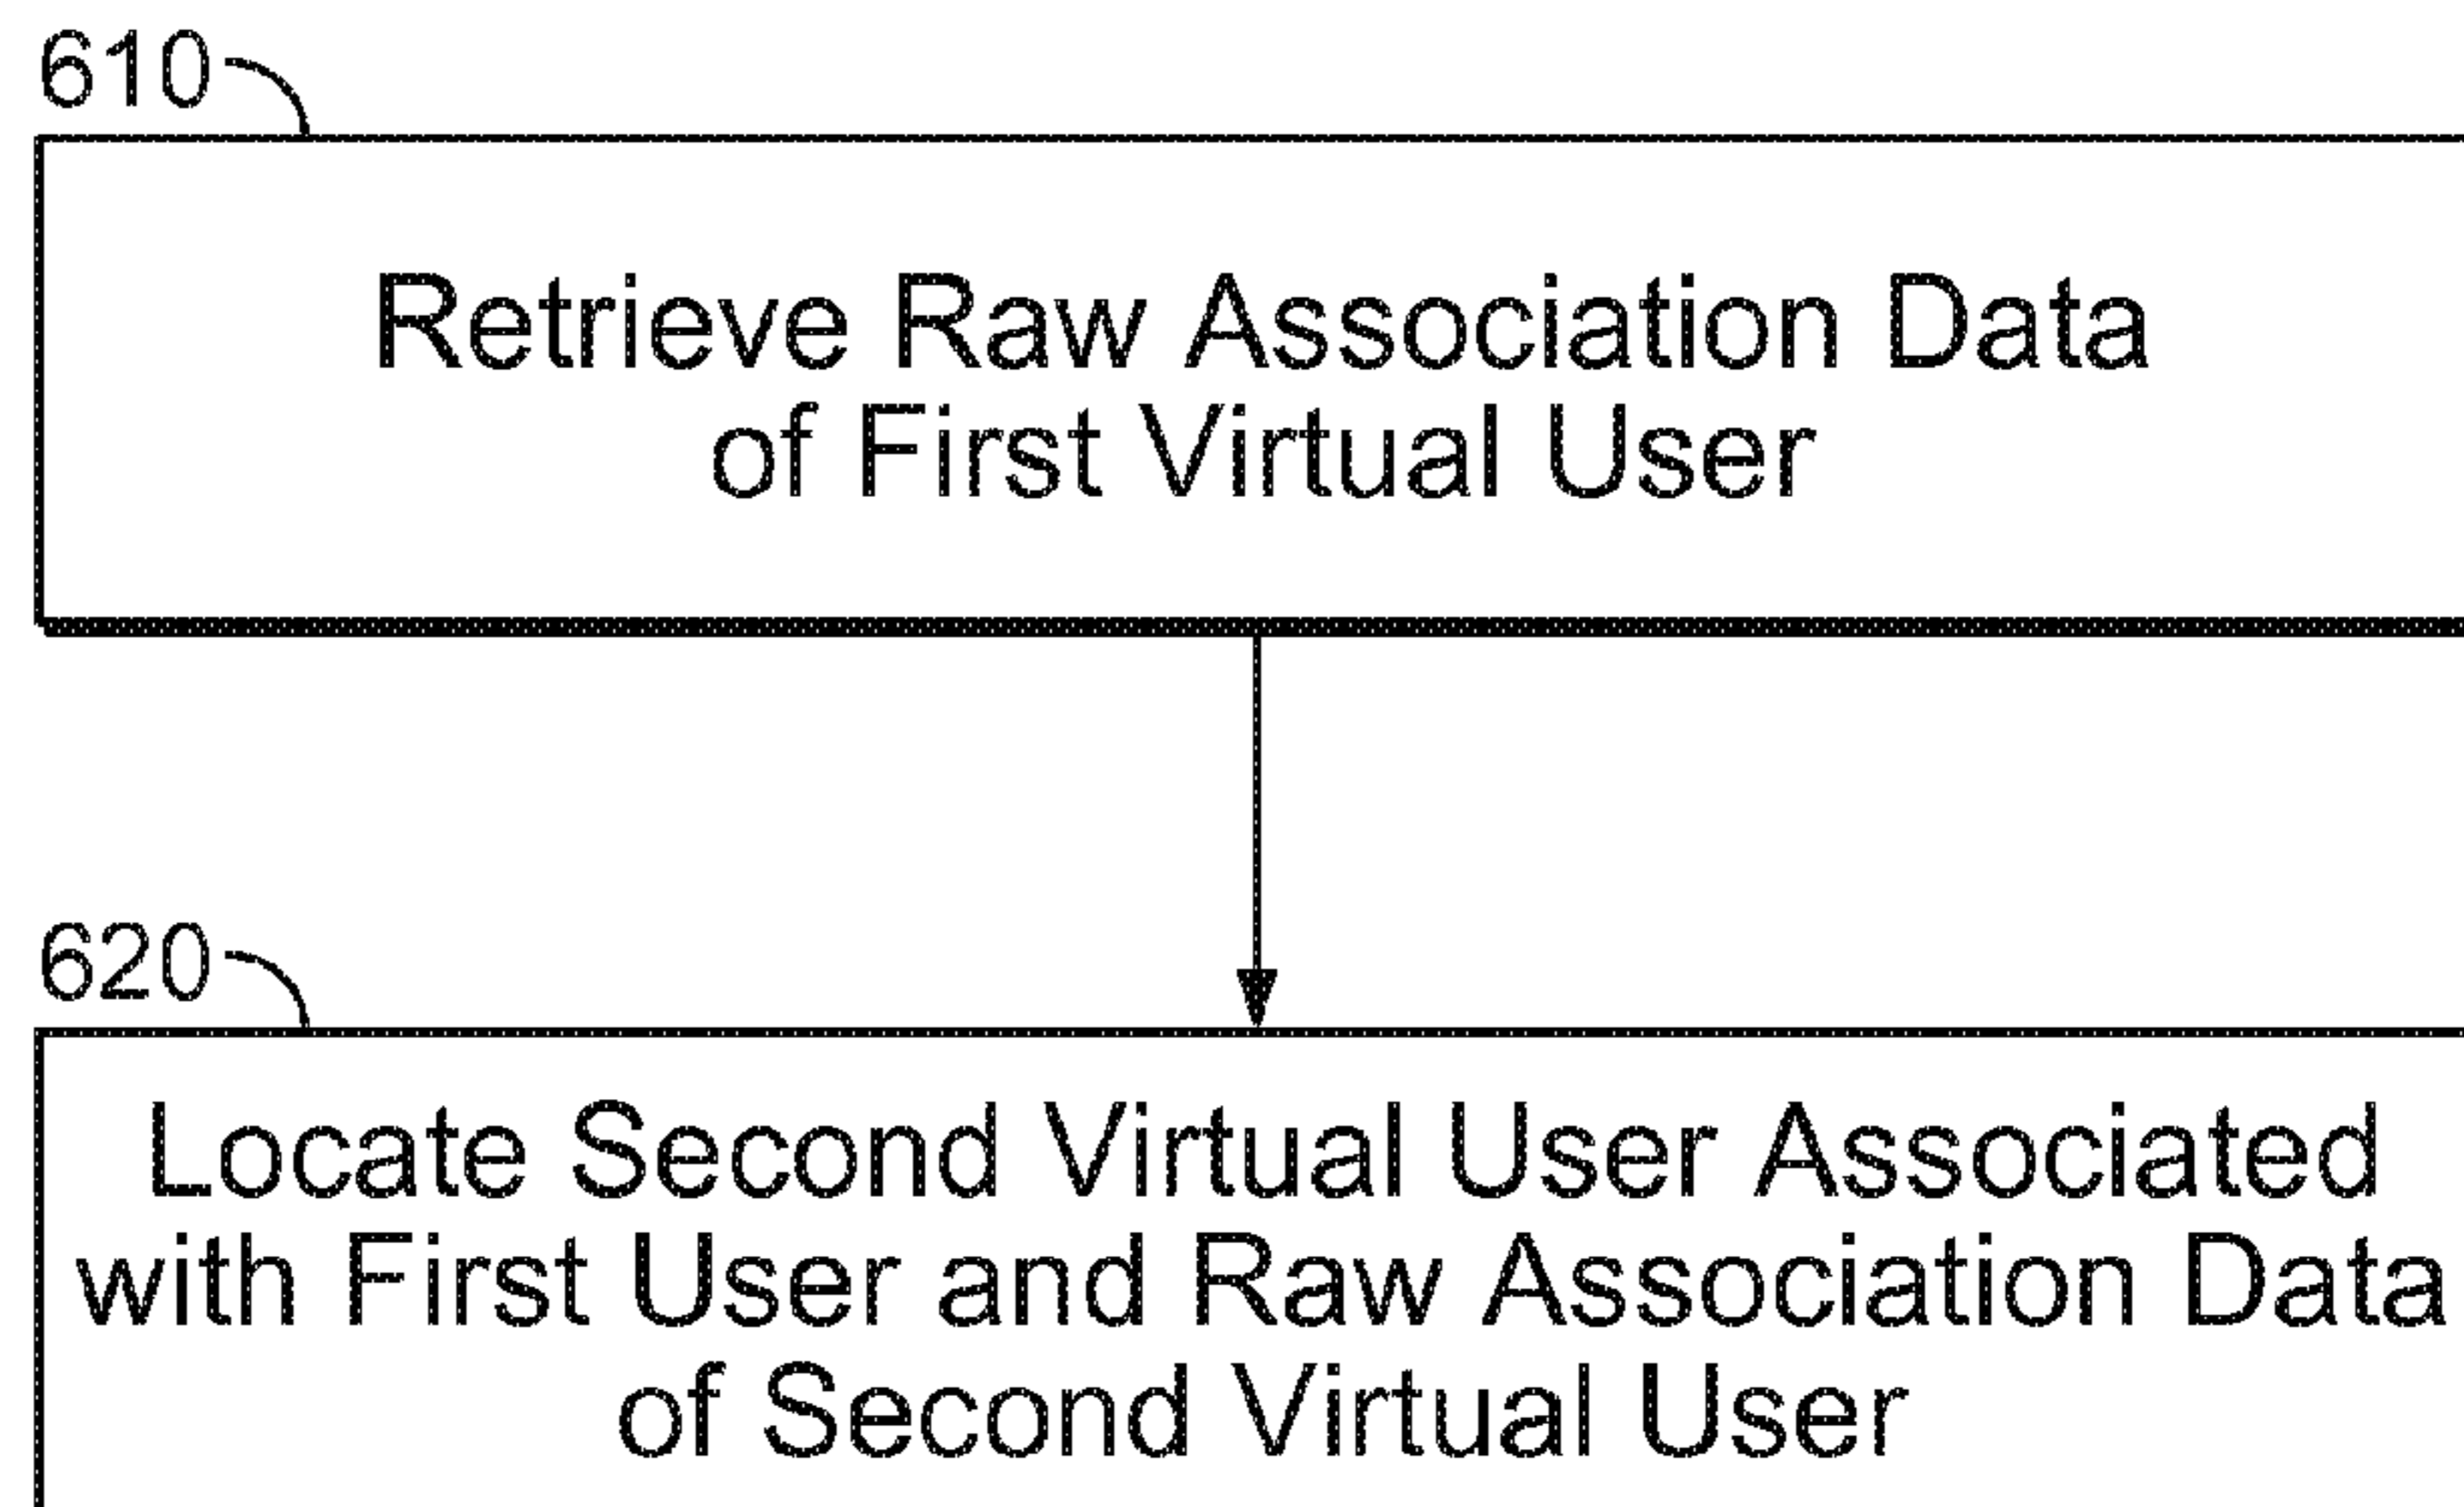 610
Retrieve Raw Association Data
of First Virtual User
620
Locate Second Virtual User Associated
with First User and Raw Association Data
of Second Virtual User